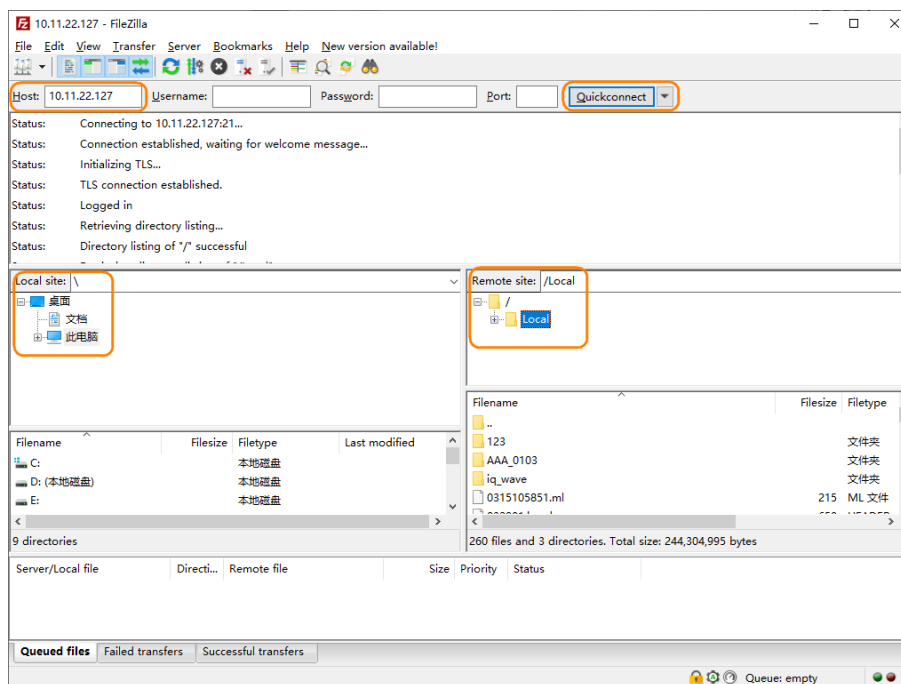 10.11.22.127 - FileZilla
File Edit View Transfer Server Bookmarks Help New version available!
Host: 10.11.22.127 Username: Password: Port: Quickconnect
Status: Connecting to 10.11.22.127:21...
Status: Connection established, waiting for welcome message...
Status: Initializing TLS...
Status: TLS connection established.
Status: Logged in
Status: Retrieving directory listing...
Status: Directory listing of "/" successful
Local site: \
桌面
文档
此电脑
Remote site: /Local
/
Local
Filename Filesize Filetype Last modified
C: 本地磁盘
D: (本地磁盘) 本地磁盘
E: 本地磁盘
9 directories
Filename Filesize Filetype
..
123 文件夹
AAA_0103 文件夹
iq_wave 文件夹
0315105851.ml 215 ML 文件
260 files and 3 directories. Total size: 244,304,995 bytes
Server/Local file Directi... Remote file Size Priority Status
Queued files Failed transfers Successful transfers
Queue: empty